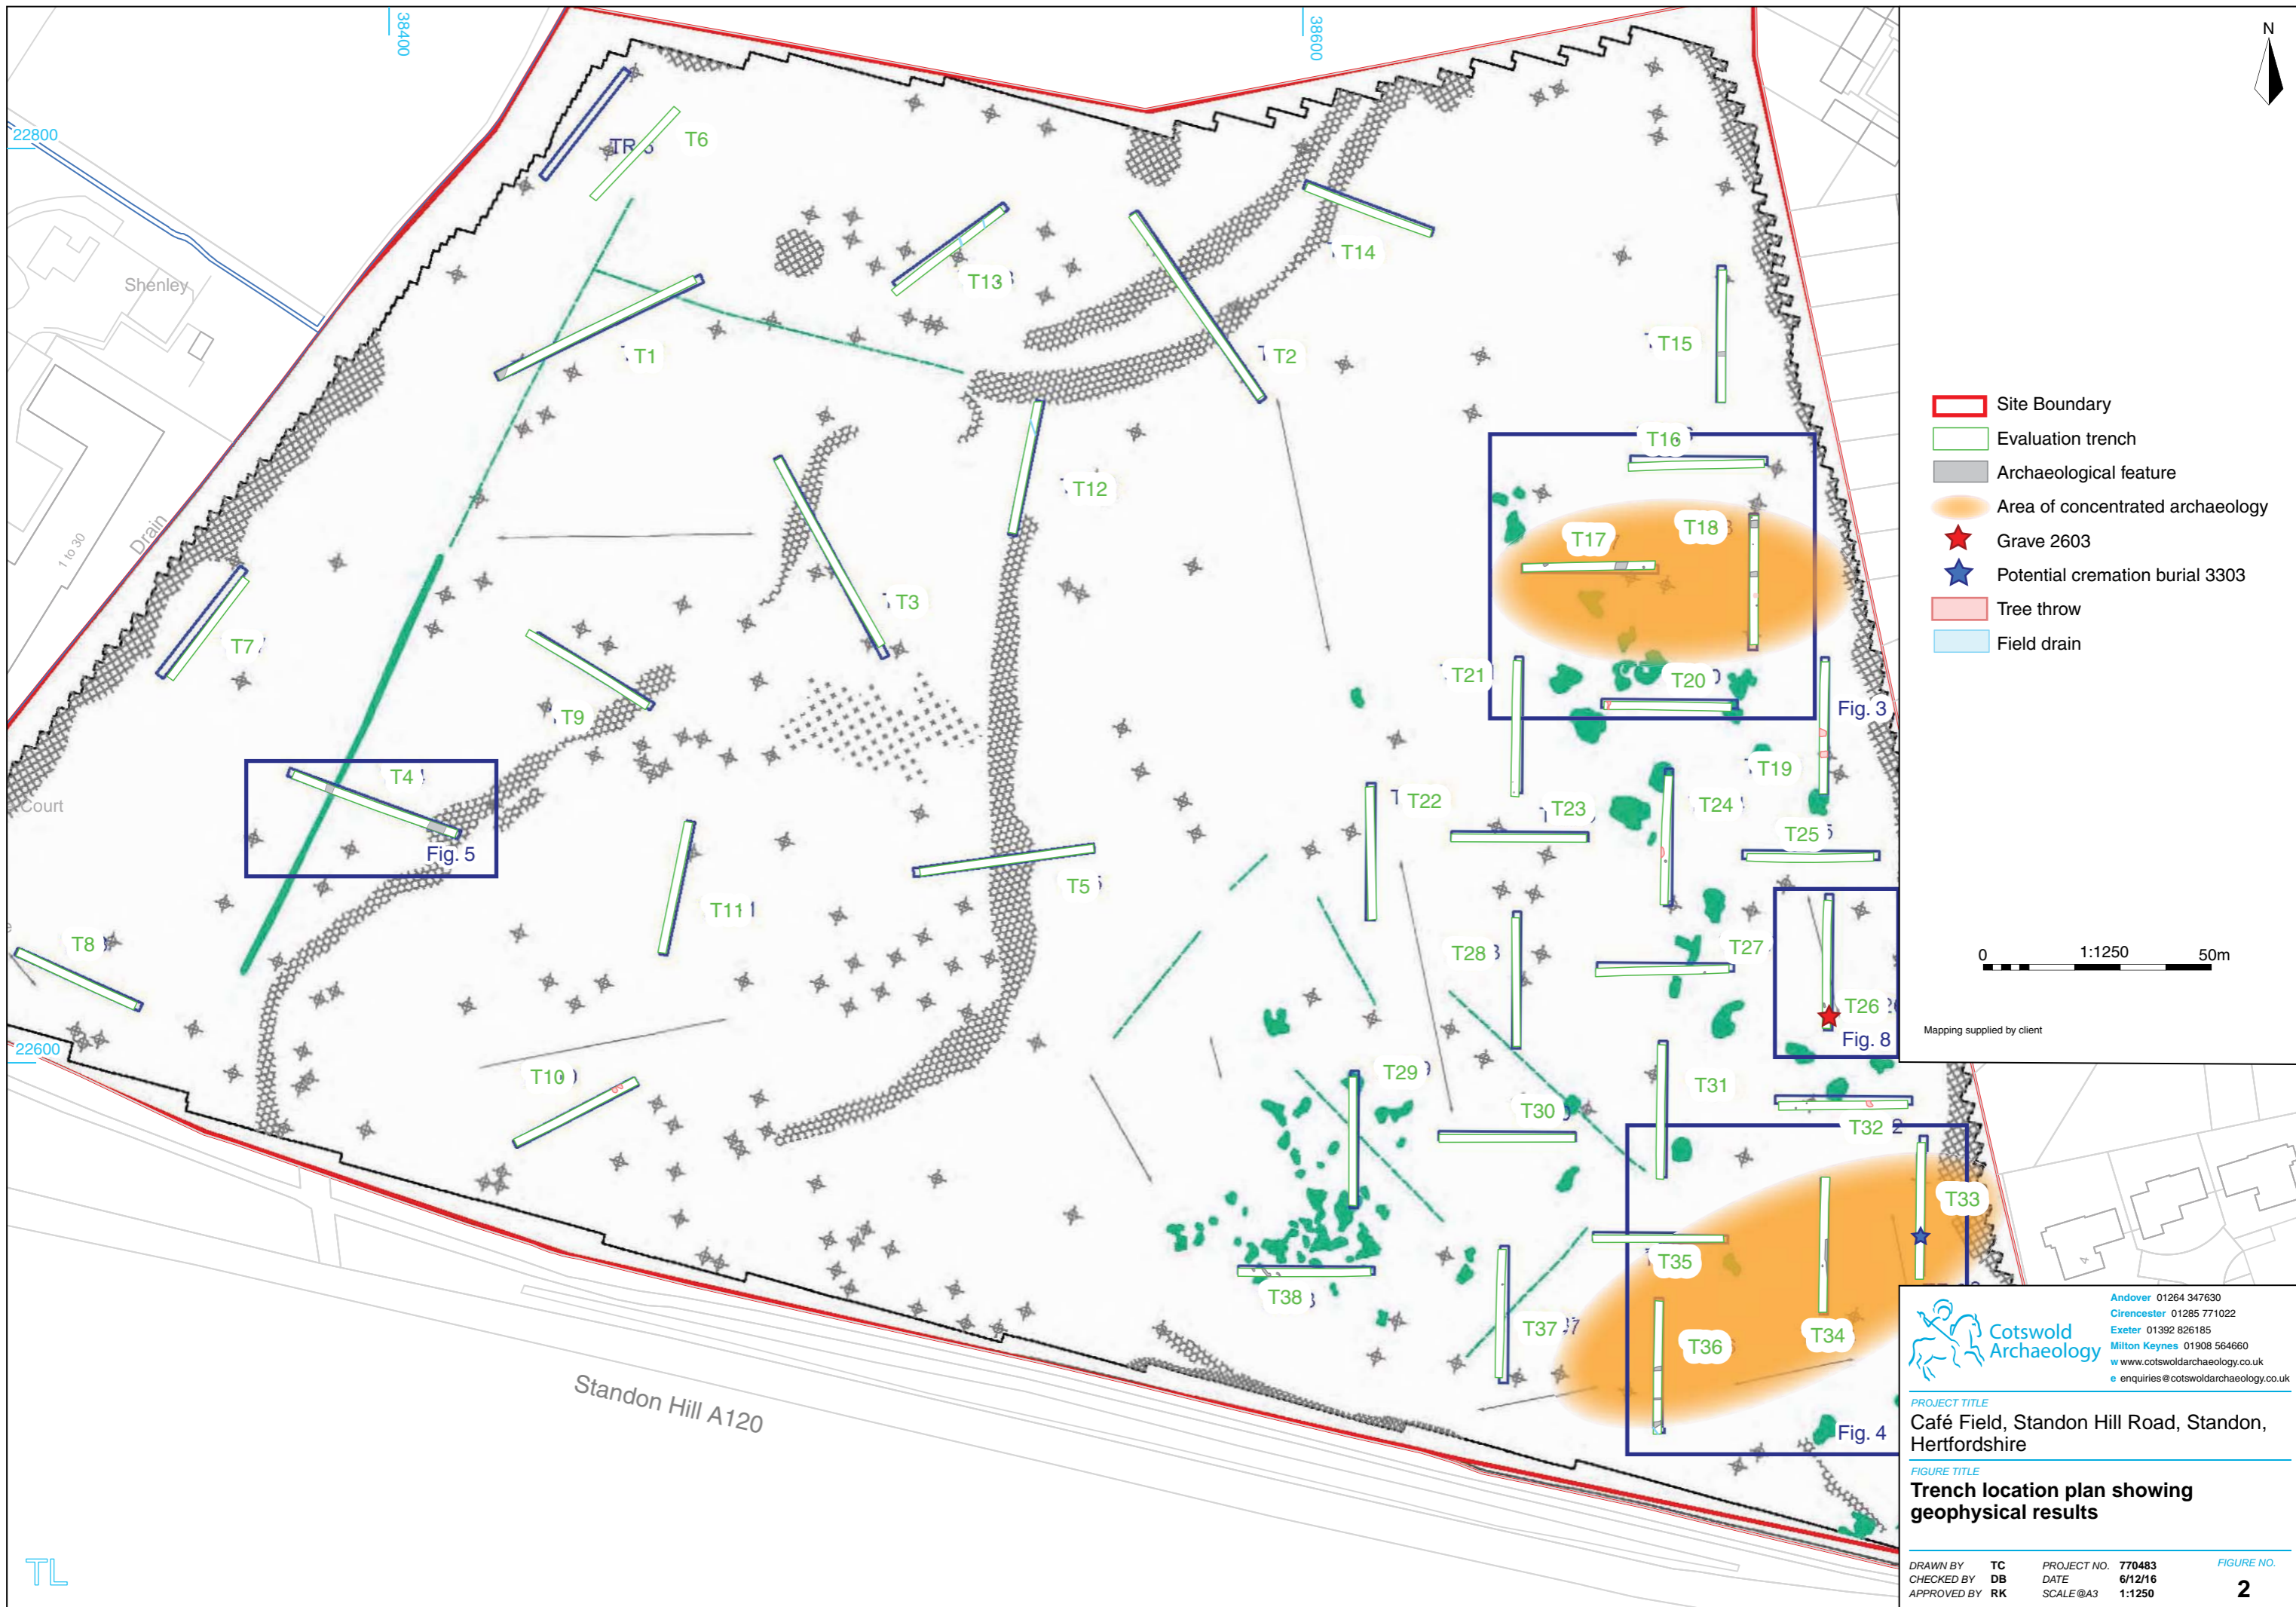 38400
38600
N
22800
TR 6
T6
Shenley
T13
T14
T1
T2
T15
T16
T12
T17
T18
T3
T7
T21
T20
Fig. 3
T9
T4
Court
Fig. 5
1 to 30
Drain
T19
T22
T23
T24
T25
T5
T11
T8
T28
T27
T26
Fig. 8
22600
T10
T29
T31
T30
T32
T33
T35
T38
T37
T36
T34
4
Fig. 4
Standon Hill A120
TL
Site Boundary
Evaluation trench
Archaeological feature
Area of concentrated archaeology
Grave 2603
Potential cremation burial 3303
Tree throw
Field drain
0 1:1250 50m
Mapping supplied by client
Cotswold
Archaeology
Andover 01264 347630
Cirencester 01285 771022
Exeter 01392 826185
Milton Keynes 01908 564660
w www.cotswoldarchaeology.co.uk
e enquiries@cotswoldarchaeology.co.uk
PROJECT TITLE
Café Field, Standon Hill Road, Standon,
Hertfordshire
FIGURE TITLE
Trench location plan showing
geophysical results
DRAWN BY TC PROJECT NO. 770483 FIGURE NO.
CHECKED BY DB DATE 6/12/16
APPROVED BY RK SCALE@A3 1:1250 2